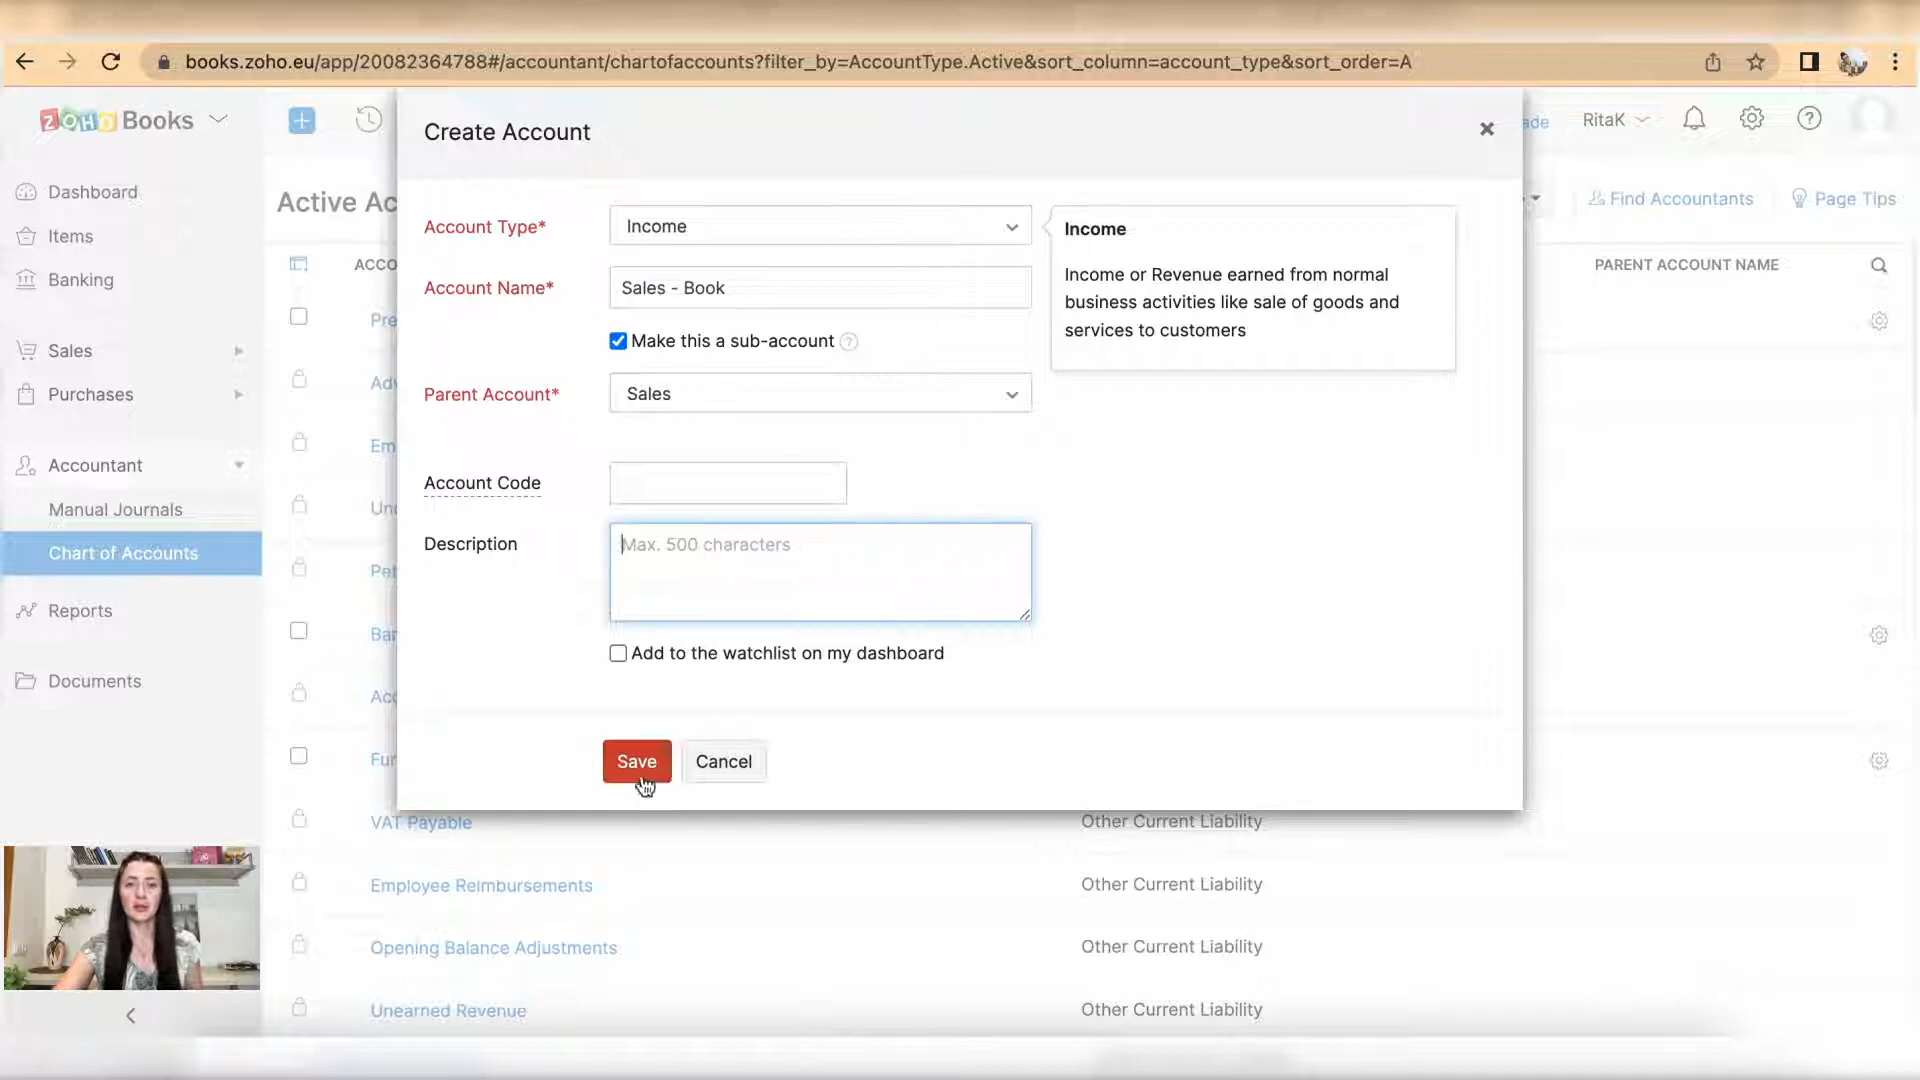 books.zoho.eu/app/20082364788#/accountant/chartofaccounts?filter_by=AccountType.Active&sort_column=account_type&sort_order=A
ZOHO Books
Create Account
ade
RitaK
Dashboard
Items
Banking
Sales
Purchases
Accountant
Manual Journals
Chart of Accounts
Reports
Documents
Active Ac
Find Accountants
Page Tips
ACCO
PARENT ACCOUNT NAME
Account Type*
Income
Account Name*
Sales - Book
Make this a sub-account
Parent Account*
Sales
Account Code
Description
Max. 500 characters
Add to the watchlist on my dashboard
Save
Cancel
Income
Income or Revenue earned from normal
business activities like sale of goods and
services to customers
Pre
Adv
Em
Und
Pet
Ban
Acc
Fur
VAT Payable
Other Current Liability
Employee Reimbursements
Other Current Liability
Opening Balance Adjustments
Other Current Liability
Unearned Revenue
Other Current Liability